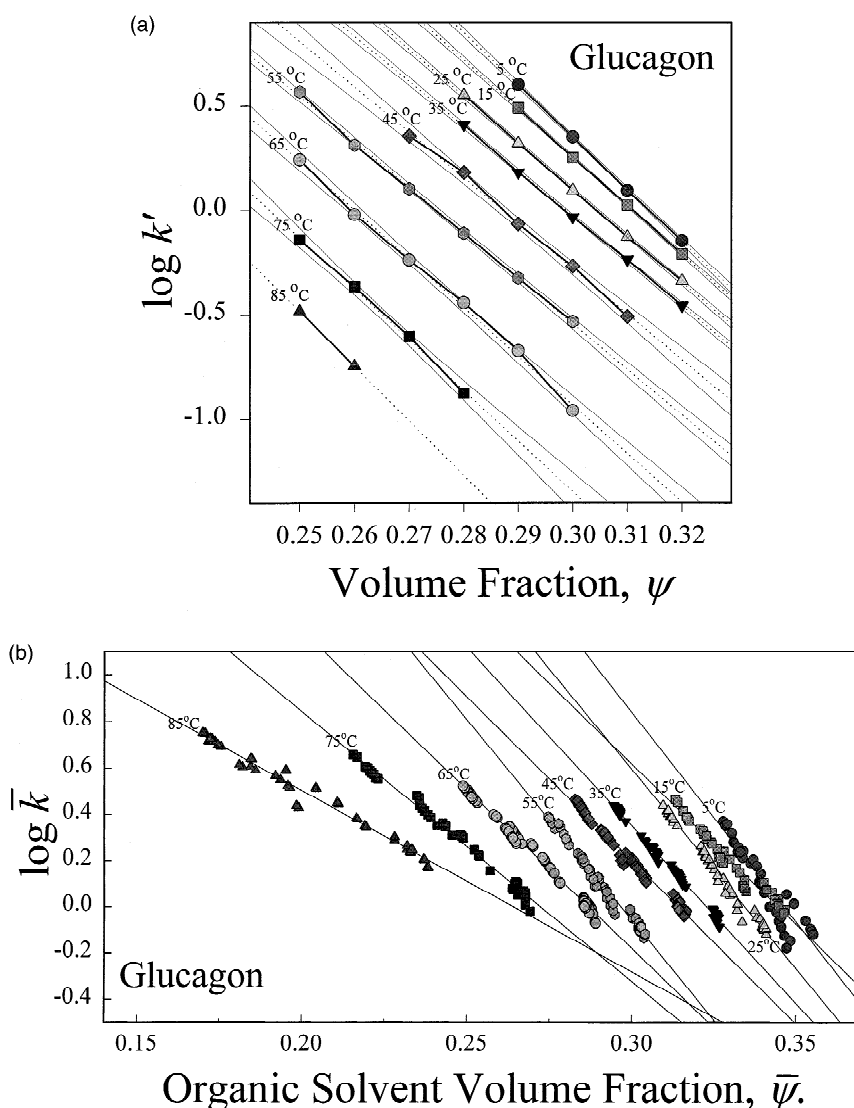 (a)
Glucagon
5 °C
15 °C
25 °C
35 °C
45 °C
55 °C
65 °C
75 °C
85 °C
0.5
0.0
-0.5
-1.0
log k′
0.25 0.26 0.27 0.28 0.29 0.30 0.31 0.32
Volume Fraction, ψ
(b)
1.0
0.8
0.6
0.4
0.2
0.0
-0.2
-0.4
log k̅
85°C
75°C
65°C
55°C
45°C
35°C
15°C
5°C
25°C
Glucagon
0.15 0.20 0.25 0.30 0.35
Organic Solvent Volume Fraction, ψ̅.